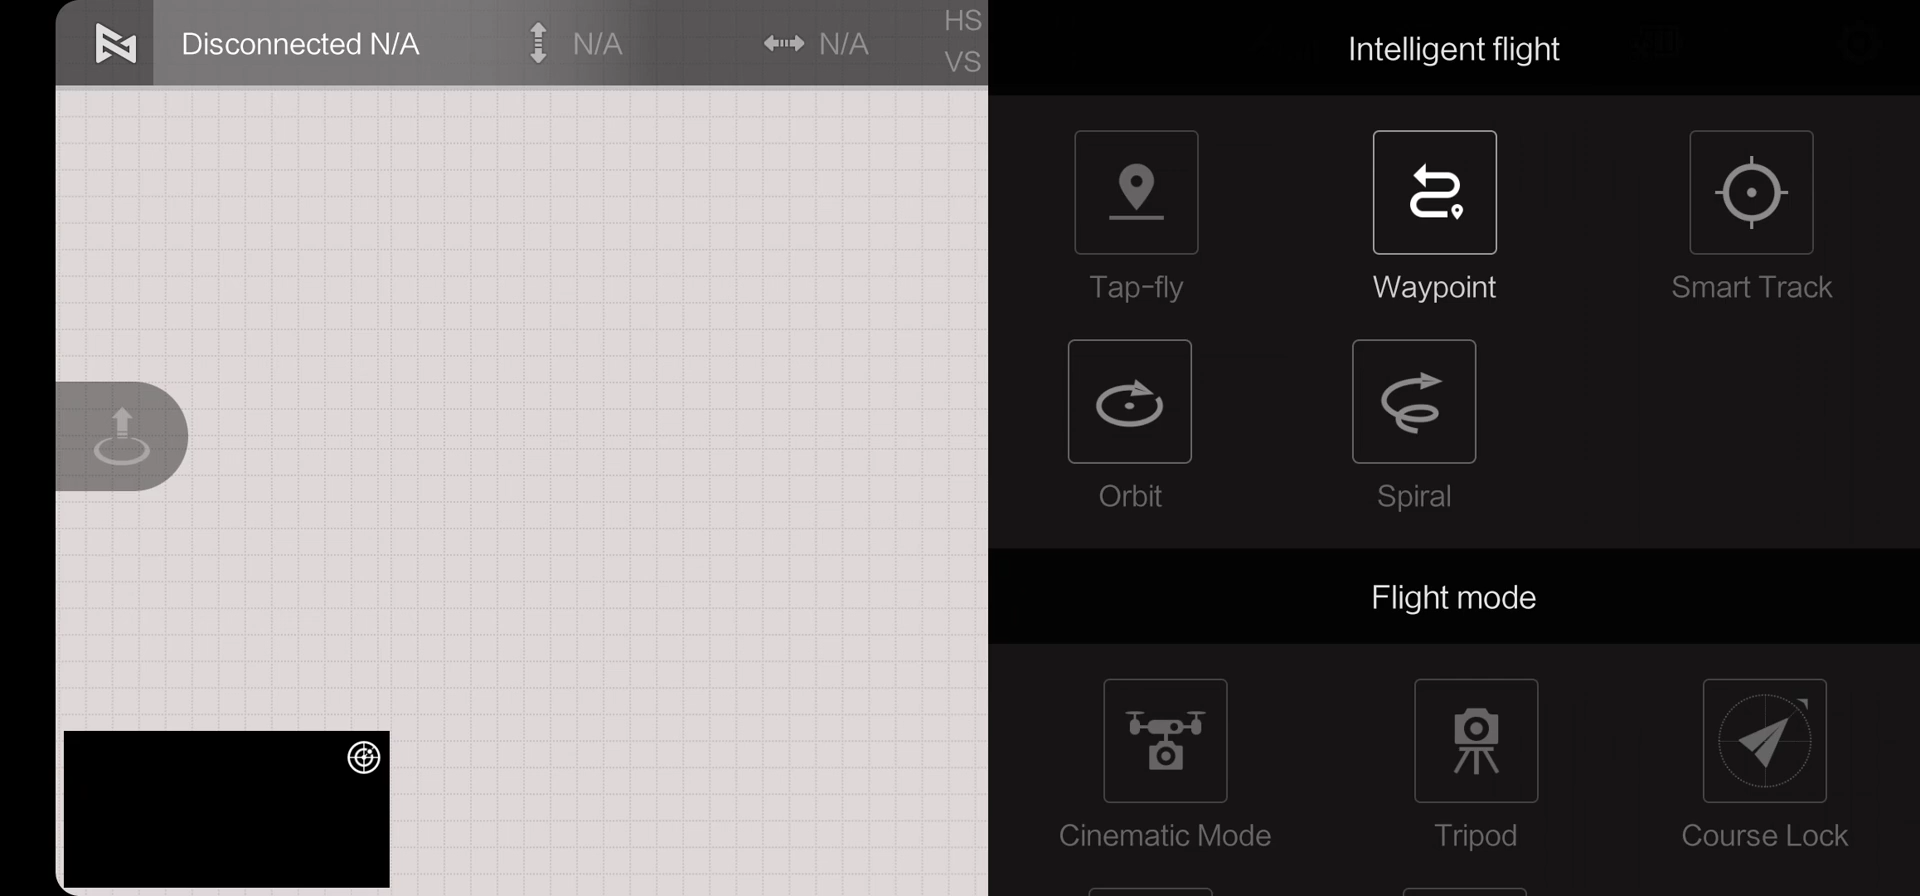 Disconnected N/A
N/A
N/A
HS
VS
Intelligent flight
Tap-fly
Waypoint
Smart Track
Orbit
Spiral
Flight mode
Cinematic Mode
Tripod
Course Lock